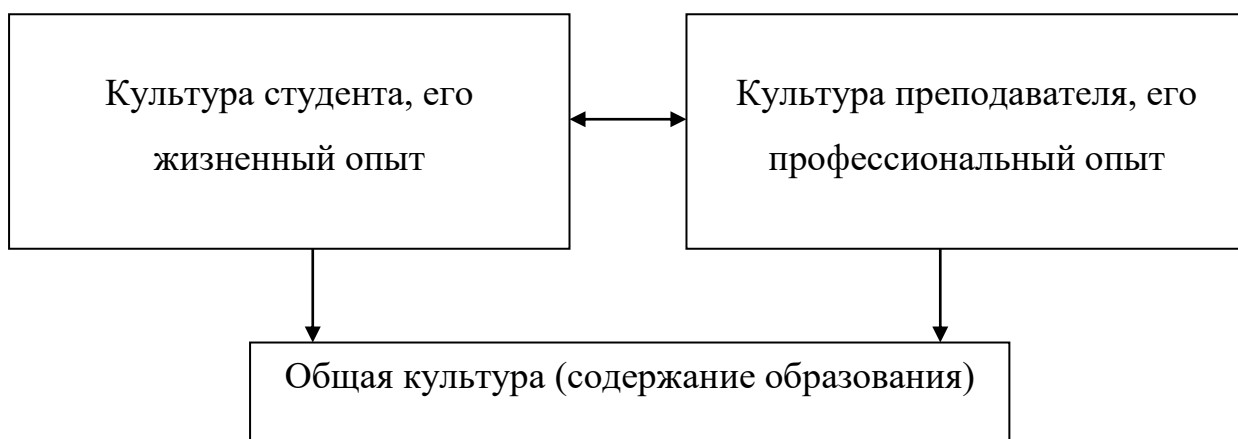 Культура студента, его
жизненный опыт
Культура преподавателя, его
профессиональный опыт
Общая культура (содержание образования)